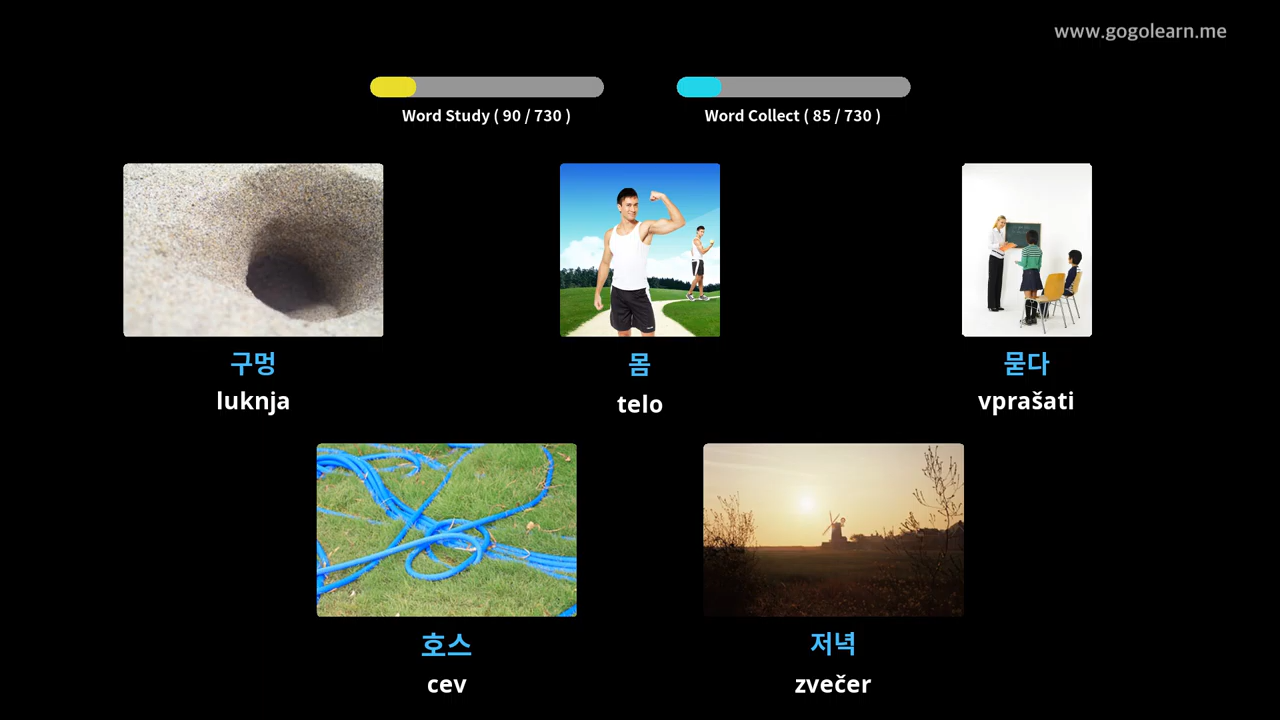 www.gogolearn.me
Word Study ( 90 / 730 )
Word Collect ( 85 / 730 )
구멍
luknja
몸
telo
묻다
vprašati
호스
cev
저녁
zvečer